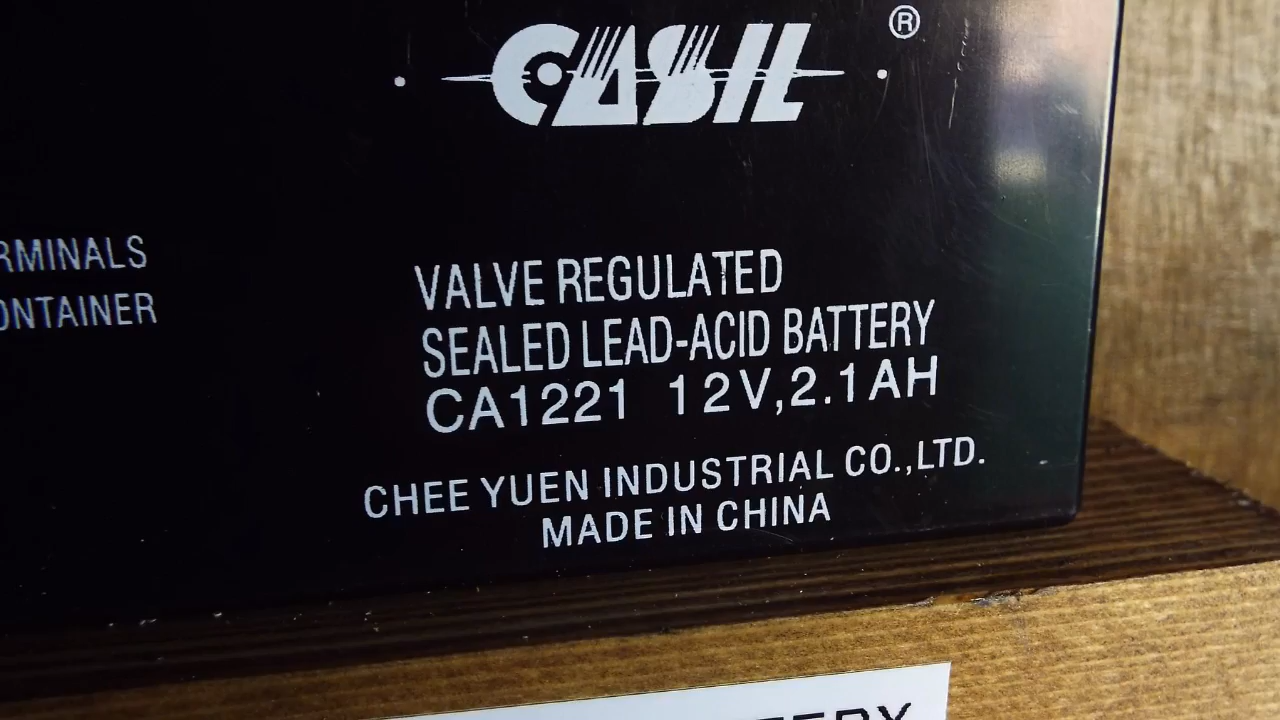 CASIL ®
RMINALS
ONTAINER
VALVE REGULATED
SEALED LEAD-ACID BATTERY
CA1221 12V,2.1AH
CHEE YUEN INDUSTRIAL CO.,LTD.
MADE IN CHINA